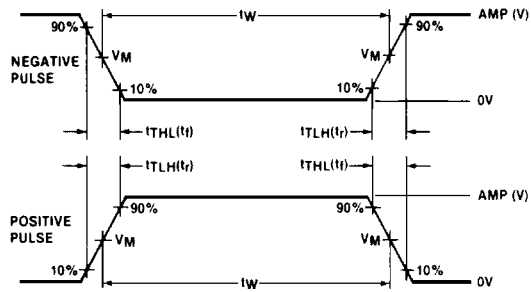 tW
AMP (V)
90%
90%
NEGATIVE
PULSE
VM
VM
10%
10%
0V
tTHL(tf)
tTLH(tr)
tTLH(tr)
tTHL(tf)
AMP (V)
90%
90%
POSITIVE
PULSE
VM
VM
10%
10%
tW
0V